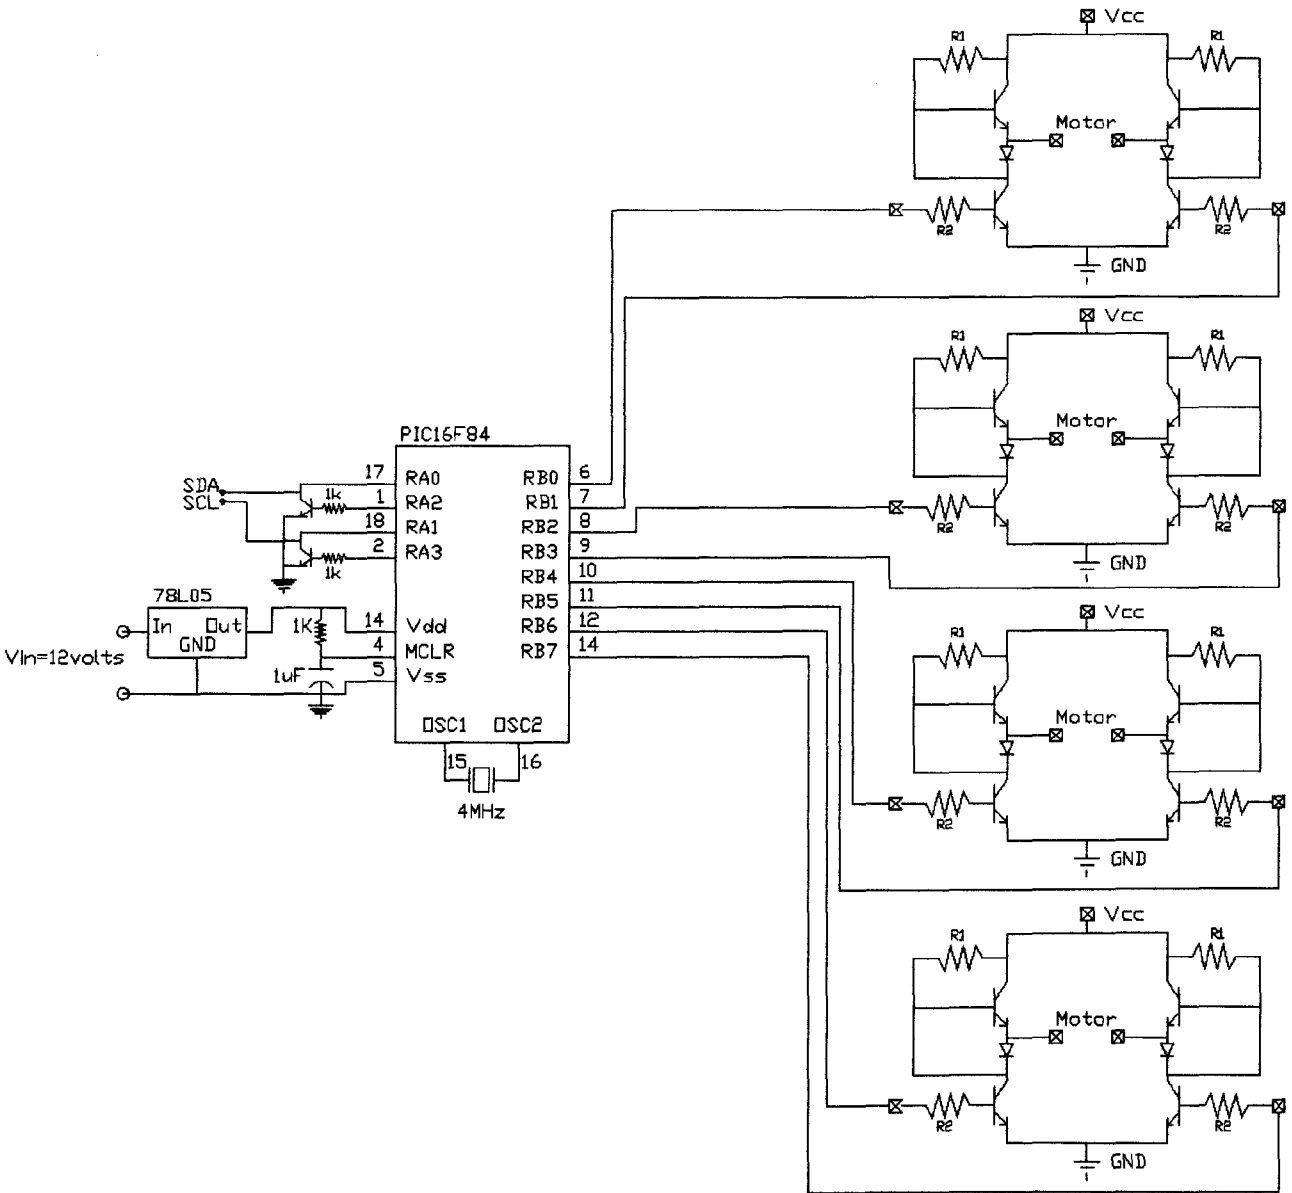 Vcc
R1
R1
Motor
R2
R2
GND
Vcc
R1
R1
Motor
R2
R2
GND
PIC16F84
SDA
SCL
1k
1k
17
1
18
2
RA0
RA2
RA1
RA3
RB0
RB1
RB2
RB3
RB4
RB5
RB6
RB7
6
7
8
9
10
11
12
14
78L05
In Out
GND
Vin=12volts
1K
1uF
14
4
5
Vdd
MCLR
Vss
OSC1 OSC2
15 16
4MHz
Vcc
R1
R1
Motor
R2
R2
GND
Vcc
R1
R1
Motor
R2
R2
GND